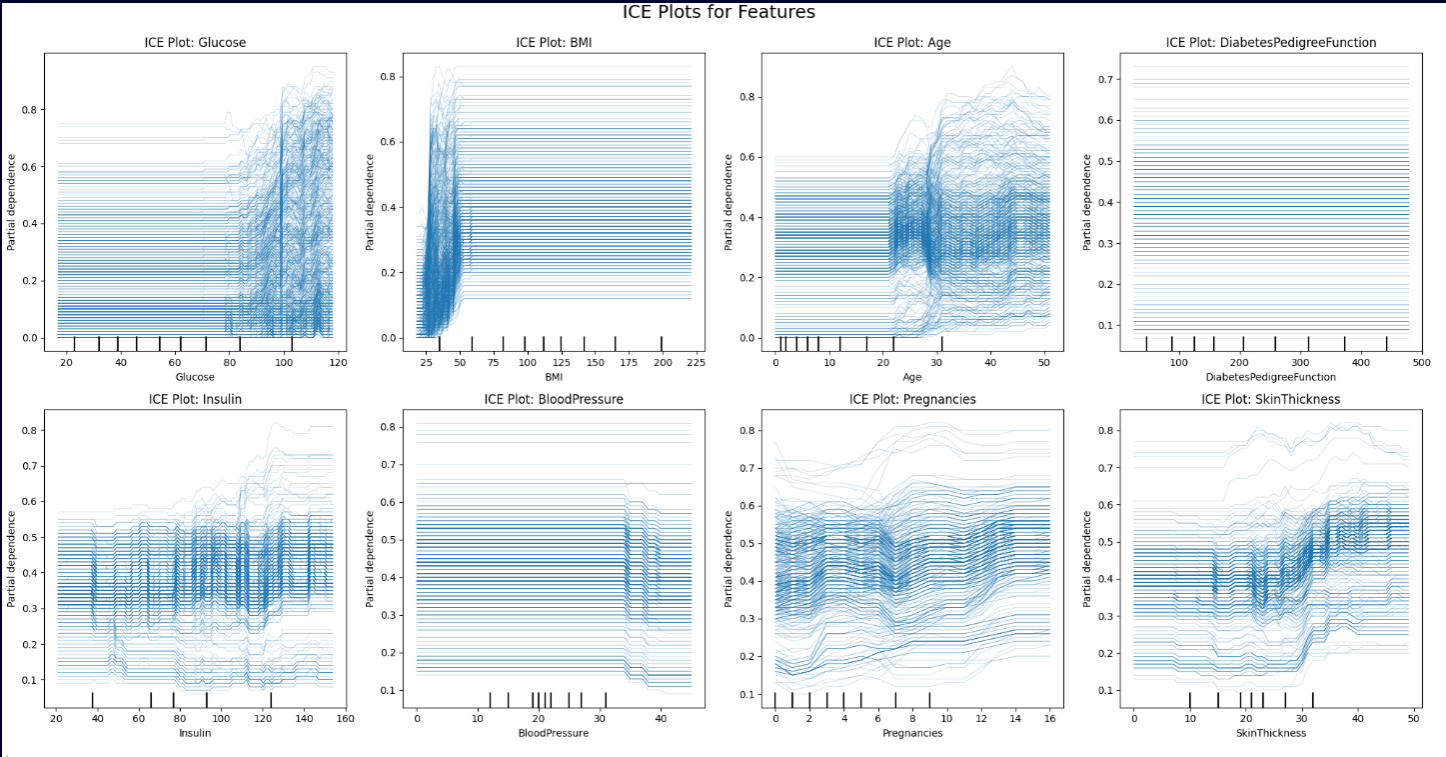 ICE Plots for Features
ICE Plot: Glucose
Partial dependence
0.8
0.6
0.4
0.2
0.0
20 40 60 80 100 120
Glucose
ICE Plot: BMI
Partial dependence
0.8
0.6
0.4
0.2
0.0
25 50 75 100 125 150 175 200 225
BMI
ICE Plot: Age
Partial dependence
0.8
0.6
0.4
0.2
0.0
0 10 20 30 40 50
Age
ICE Plot: DiabetesPedigreeFunction
Partial dependence
0.7
0.6
0.5
0.4
0.3
0.2
0.1
100 200 300 400 500
DiabetesPedigreeFunction
ICE Plot: Insulin
Partial dependence
0.8
0.7
0.6
0.5
0.4
0.3
0.2
0.1
20 40 60 80 100 120 140 160
Insulin
ICE Plot: BloodPressure
Partial dependence
0.8
0.7
0.6
0.5
0.4
0.3
0.2
0.1
0 10 20 30 40
BloodPressure
ICE Plot: Pregnancies
Partial dependence
0.8
0.7
0.6
0.5
0.4
0.3
0.2
0.1
0 2 4 6 8 10 12 14 16
Pregnancies
ICE Plot: SkinThickness
Partial dependence
0.8
0.7
0.6
0.5
0.4
0.3
0.2
0.1
0 10 20 30 40 50
SkinThickness